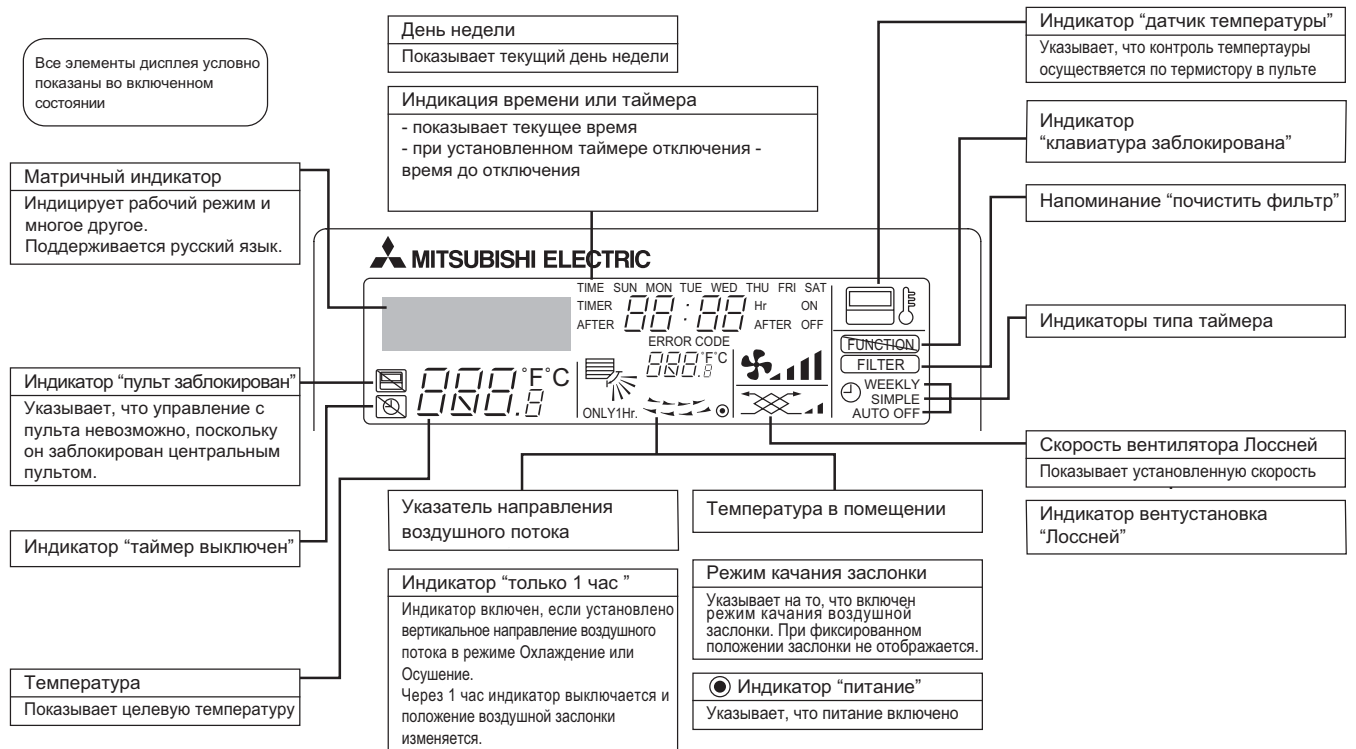 Все элементы дисплея условно
показаны во включенном
состоянии
День недели
Показывает текущий день недели
Индикация времени или таймера
- показывает текущее время
- при установленном таймере отключения -
время до отключения
Индикатор “датчик температуры”
Указывает, что контроль темпертауры
осуществяется по термистору в пульте
Индикатор
“клавиатура заблокирована”
Напоминание “почистить фильтр”
Матричный индикатор
Индицирует рабочий режим и
многое другое.
Поддерживается русский язык.
MITSUBISHI ELECTRIC
TIME SUN MON TUE WED THU FRI SAT
TIMER 88:88 Hr ON
AFTER AFTER OFF
ERROR CODE
888.8 °F°C
888.8 °F°C
ONLY1Hr.
FUNCTION
FILTER
WEEKLY
SIMPLE
AUTO OFF
Индикаторы типа таймера
Индикатор “пульт заблокирован”
Указывает, что управление с
пульта невозможно, поскольку
он заблокирован центральным
пультом.
Индикатор “таймер выключен”
Температура
Показывает целевую температуру
Указатель направления
воздушного потока
Индикатор “только 1 час ”
Индикатор включен, если установлено
вертикальное направление воздушного
потока в режиме Охлаждение или
Осушение.
Через 1 час индикатор выключается и
положение воздушной заслонки
изменяется.
Температура в помещении
Режим качания заслонки
Указывает на то, что включен
режим качания воздушной
заслонки. При фиксированном
положении заслонки не отображается.
Индикатор “питание”
Указывает, что питание включено
Скорость вентилятора Лоссней
Показывает установленную скорость
Индикатор вентустановка
“Лоссней”